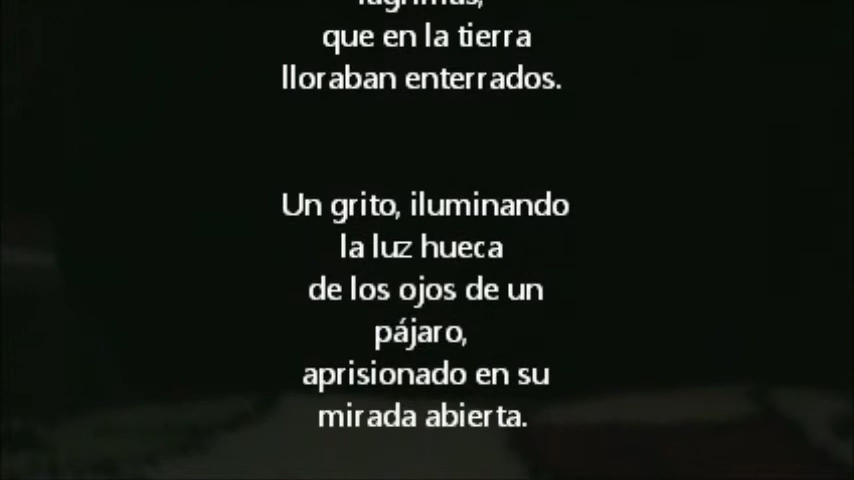 lágrimas,
que en la tierra
lloraban enterrados.
Un grito, iluminando
la luz hueca
de los ojos de un
pájaro,
aprisionado en su
mirada abierta.